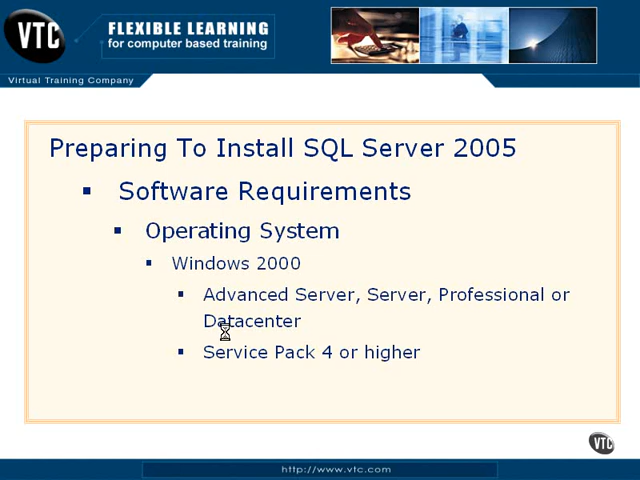 VTC
FLEXIBLE LEARNING
for computer based training
Virtual Training Company
Preparing To Install SQL Server 2005
▪ Software Requirements
▪ Operating System
▪ Windows 2000
▪ Advanced Server, Server, Professional or
Datacenter
▪ Service Pack 4 or higher
VTC
http://www.vtc.com